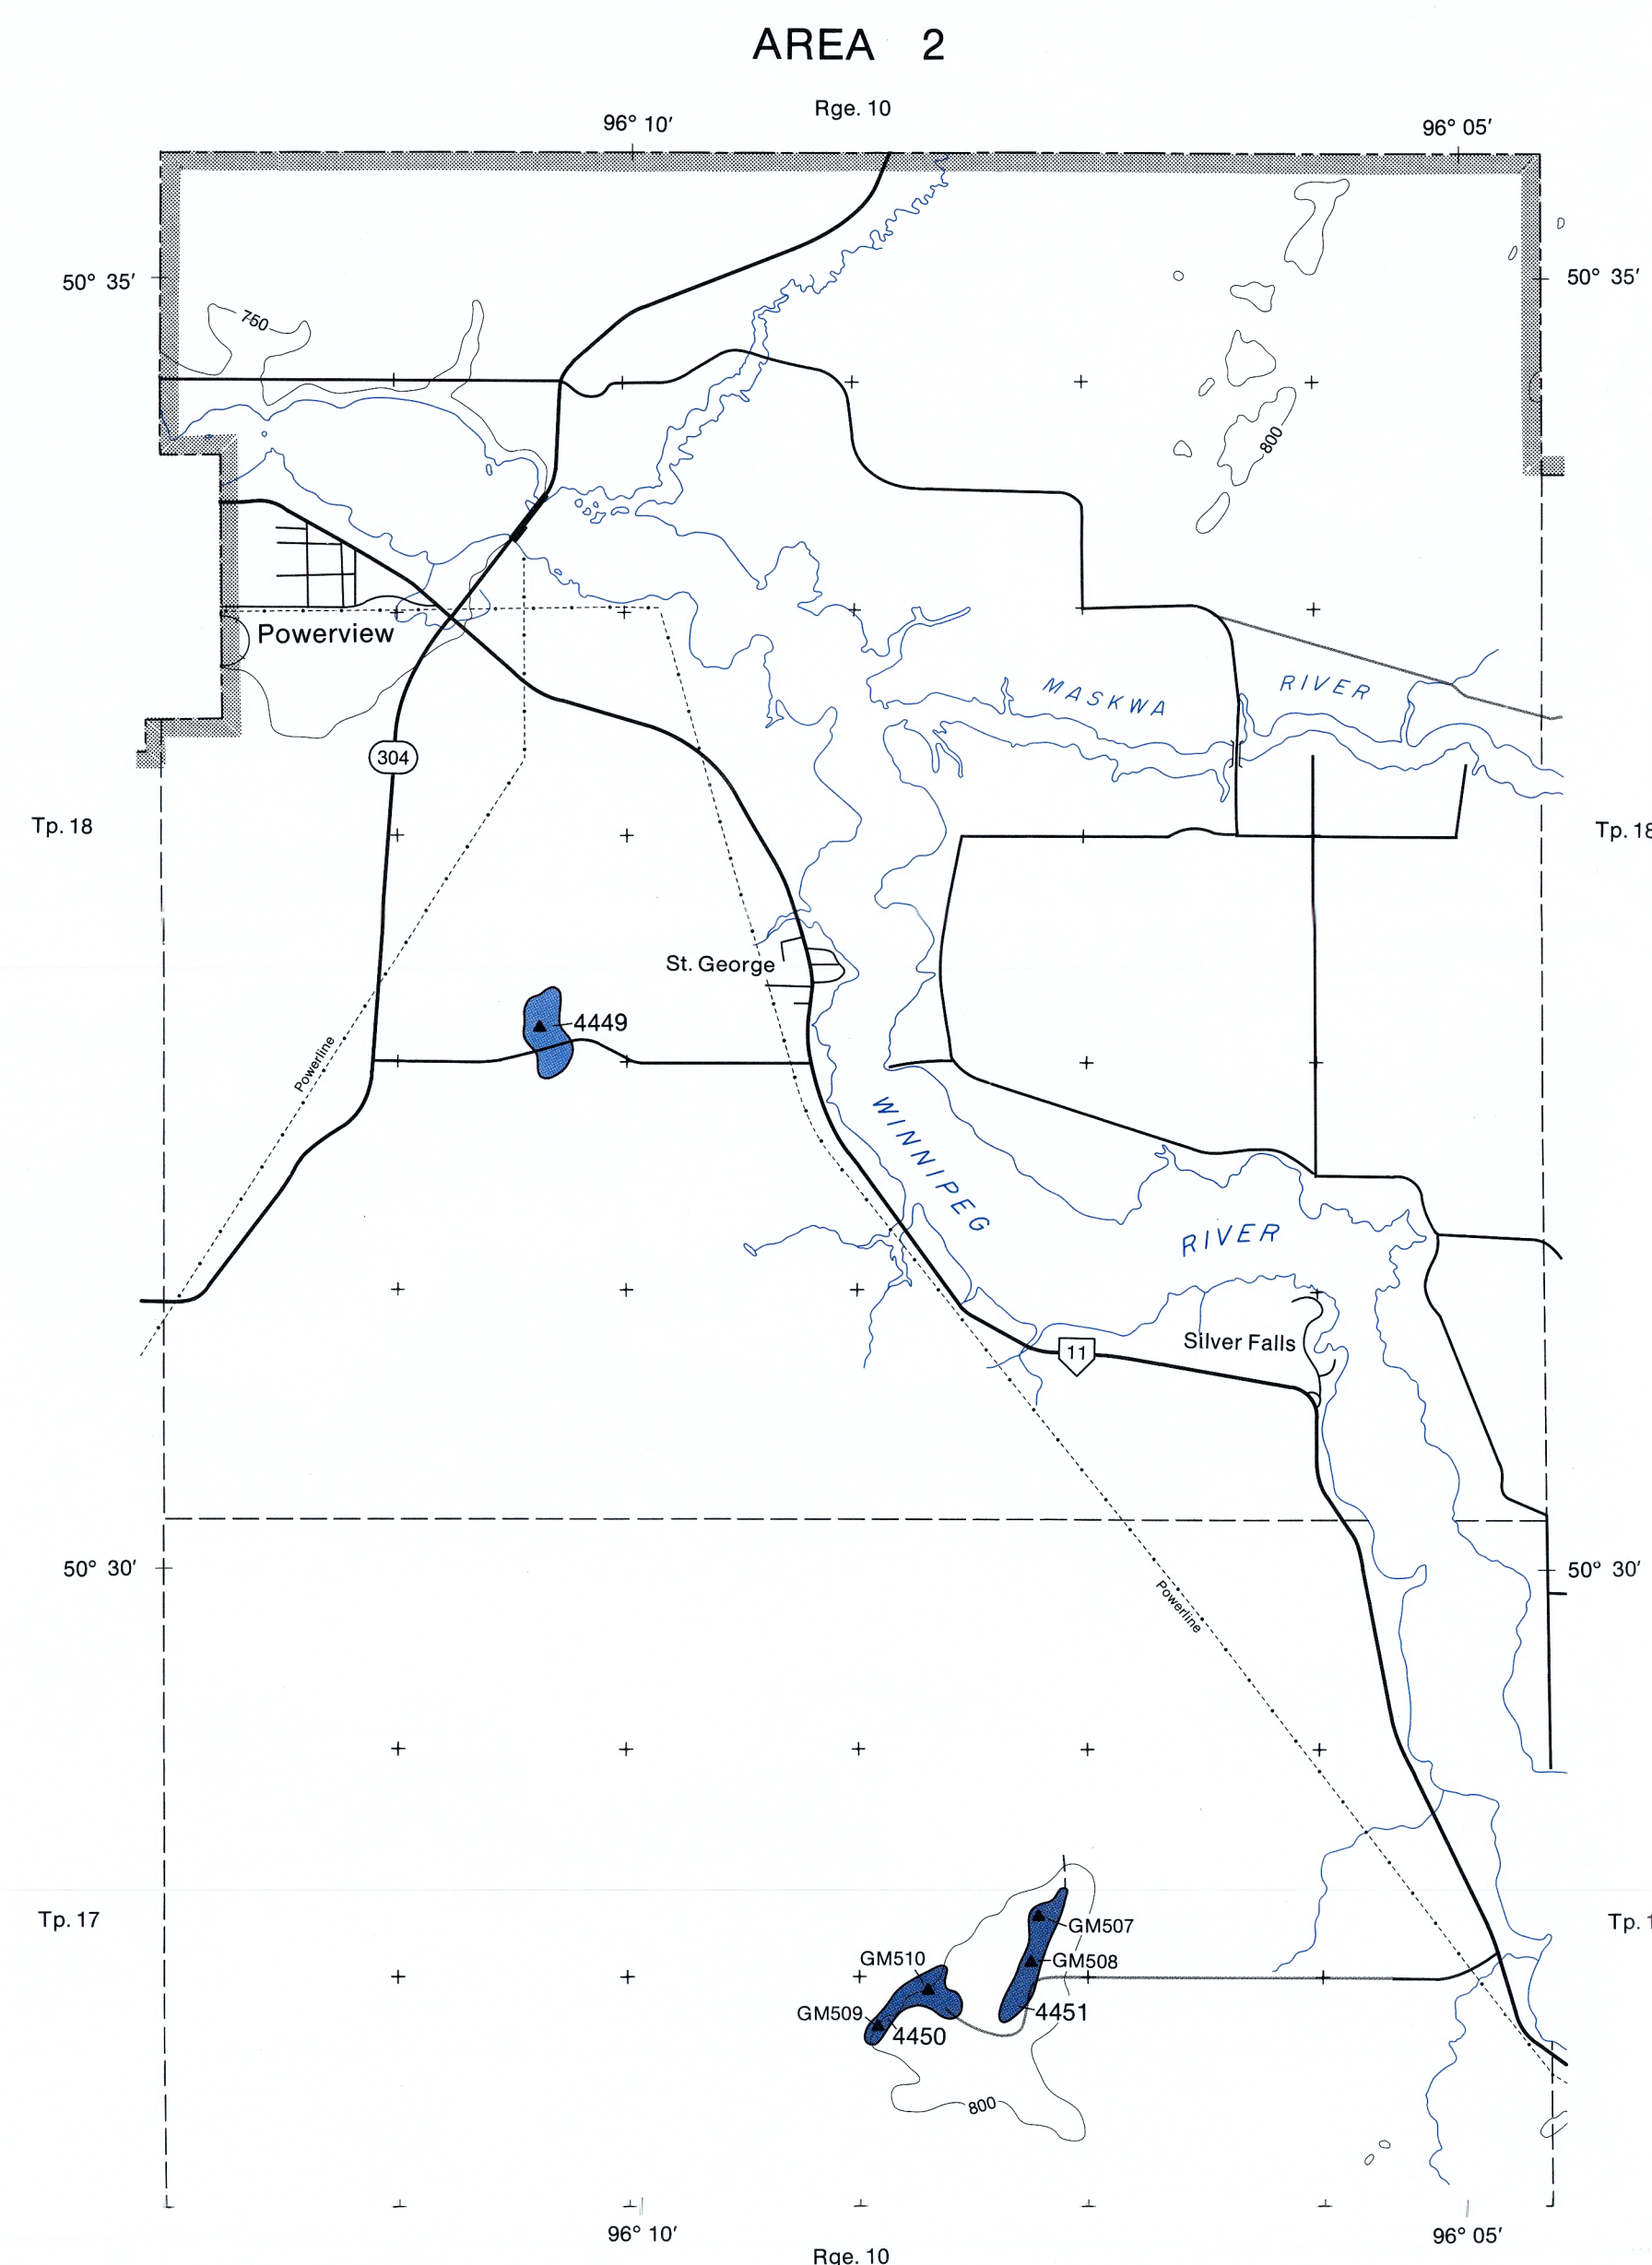 AREA 2
Rge. 10
96° 10′
96° 05′
50° 35′
50° 35′
750
800
Powerview
MASKWA RIVER
304
Tp. 18
Tp. 18
St. George
4449
Powerline
WINNIPEG
RIVER
Silver Falls
11
50° 30′
50° 30′
Powerline
Tp. 17
Tp. 1
GM507
GM510
GM508
GM509
4451
4450
800
96° 10′
96° 05′
Rge. 10